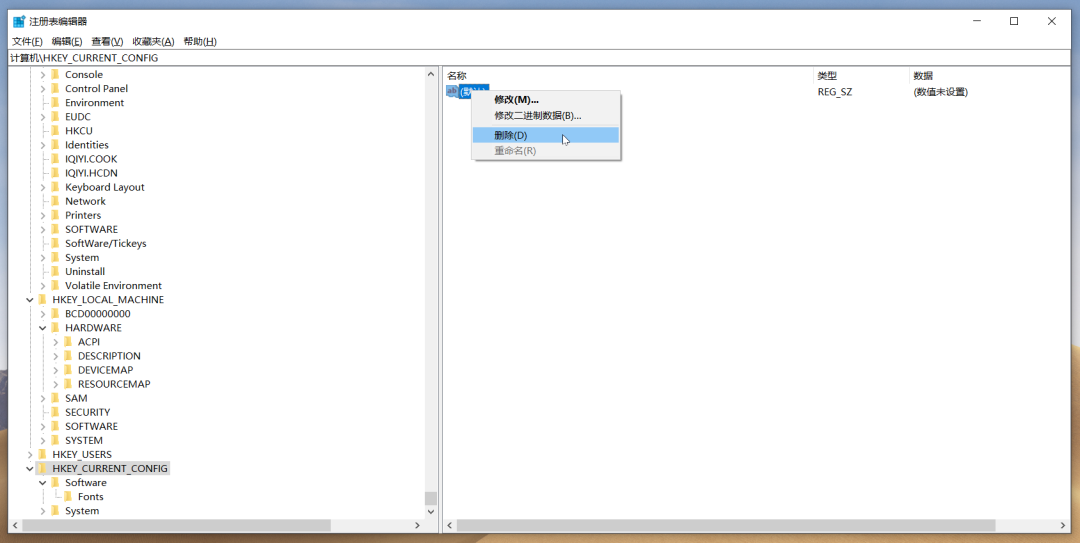 注册表编辑器
文件(F) 编辑(E) 查看(V) 收藏夹(A) 帮助(H)
计算机\HKEY_CURRENT_CONFIG
Console
Control Panel
Environment
EUDC
HKCU
Identities
IQIYI.COOK
IQIYI.HCDN
Keyboard Layout
Network
Printers
SOFTWARE
SoftWare/Tickeys
System
Uninstall
Volatile Environment
HKEY_LOCAL_MACHINE
BCD00000000
HARDWARE
ACPI
DESCRIPTION
DEVICEMAP
RESOURCEMAP
SAM
SECURITY
SOFTWARE
SYSTEM
HKEY_USERS
HKEY_CURRENT_CONFIG
Software
Fonts
System
名称 类型 数据
ab REG_SZ (数值未设置)
修改(M)...
修改二进制数据(B)...
删除(D)
重命名(R)